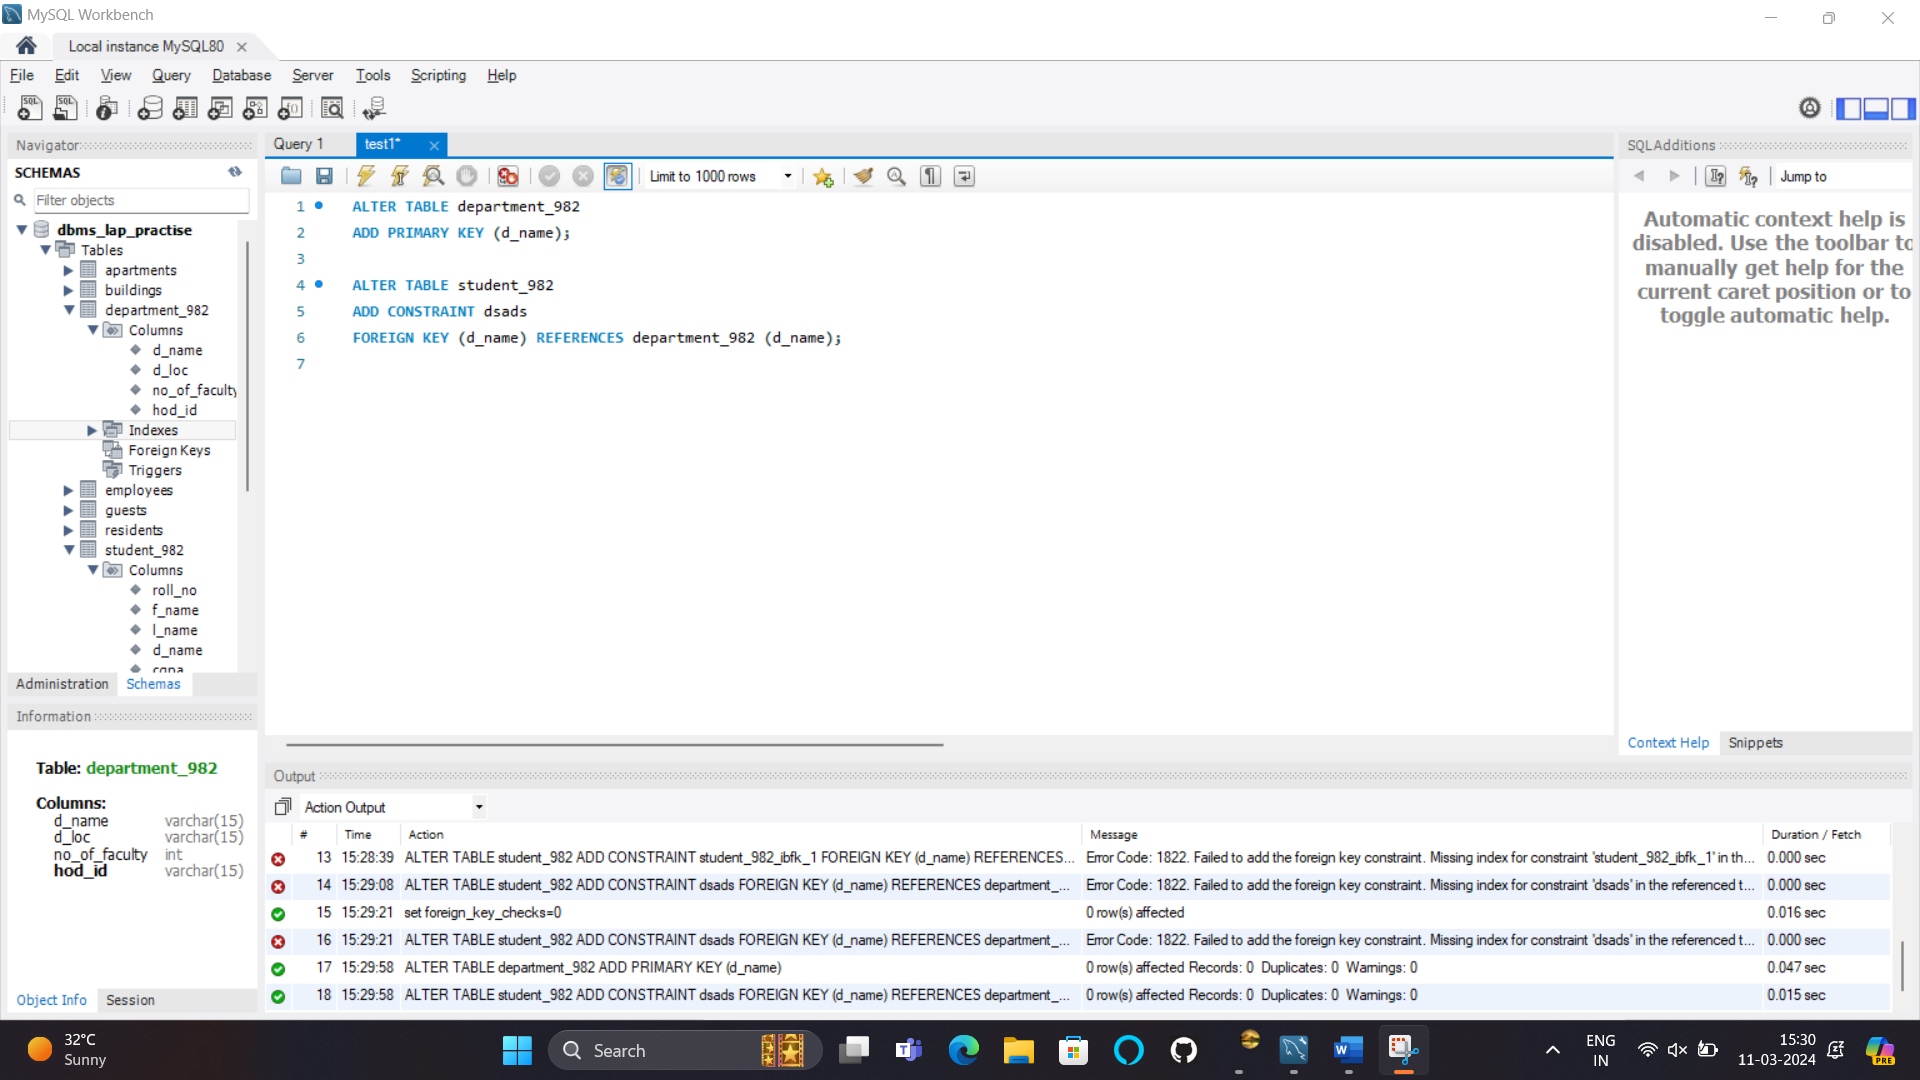 MySQL Workbench
Local instance MySQL80
File Edit View Query Database Server Tools Scripting Help
Navigator
SCHEMAS
Filter objects
dbms_lap_practise
Tables
apartments
buildings
department_982
Columns
d_name
d_loc
no_of_faculty
hod_id
Indexes
Foreign Keys
Triggers
employees
guests
residents
student_982
Columns
roll_no
f_name
l_name
d_name
cgpa
Administration Schemas
Information
Table: department_982
Columns:
d_name varchar(15)
d_loc varchar(15)
no_of_faculty int
hod_id varchar(15)
Object Info Session
Query 1 test1*
Limit to 1000 rows
1 ALTER TABLE department_982
2 ADD PRIMARY KEY (d_name);
3
4 ALTER TABLE student_982
5 ADD CONSTRAINT dsads
6 FOREIGN KEY (d_name) REFERENCES department_982 (d_name);
7
SQLAdditions
Jump to
Automatic context help is
disabled. Use the toolbar to
manually get help for the
current caret position or to
toggle automatic help.
Context Help Snippets
Output
Action Output
# Time Action Message Duration / Fetch
13 15:28:39 ALTER TABLE student_982 ADD CONSTRAINT student_982_ibfk_1 FOREIGN KEY (d_name) REFERENCES... Error Code: 1822. Failed to add the foreign key constraint. Missing index for constraint 'student_982_ibfk_1' in th... 0.000 sec
14 15:29:08 ALTER TABLE student_982 ADD CONSTRAINT dsads FOREIGN KEY (d_name) REFERENCES department_... Error Code: 1822. Failed to add the foreign key constraint. Missing index for constraint 'dsads' in the referenced t... 0.000 sec
15 15:29:21 set foreign_key_checks=0 0 row(s) affected 0.016 sec
16 15:29:21 ALTER TABLE student_982 ADD CONSTRAINT dsads FOREIGN KEY (d_name) REFERENCES department_... Error Code: 1822. Failed to add the foreign key constraint. Missing index for constraint 'dsads' in the referenced t... 0.000 sec
17 15:29:58 ALTER TABLE department_982 ADD PRIMARY KEY (d_name) 0 row(s) affected Records: 0 Duplicates: 0 Warnings: 0 0.047 sec
18 15:29:58 ALTER TABLE student_982 ADD CONSTRAINT dsads FOREIGN KEY (d_name) REFERENCES department_... 0 row(s) affected Records: 0 Duplicates: 0 Warnings: 0 0.015 sec
32°C
Sunny
Search
ENG
IN
15:30
11-03-2024
PRE